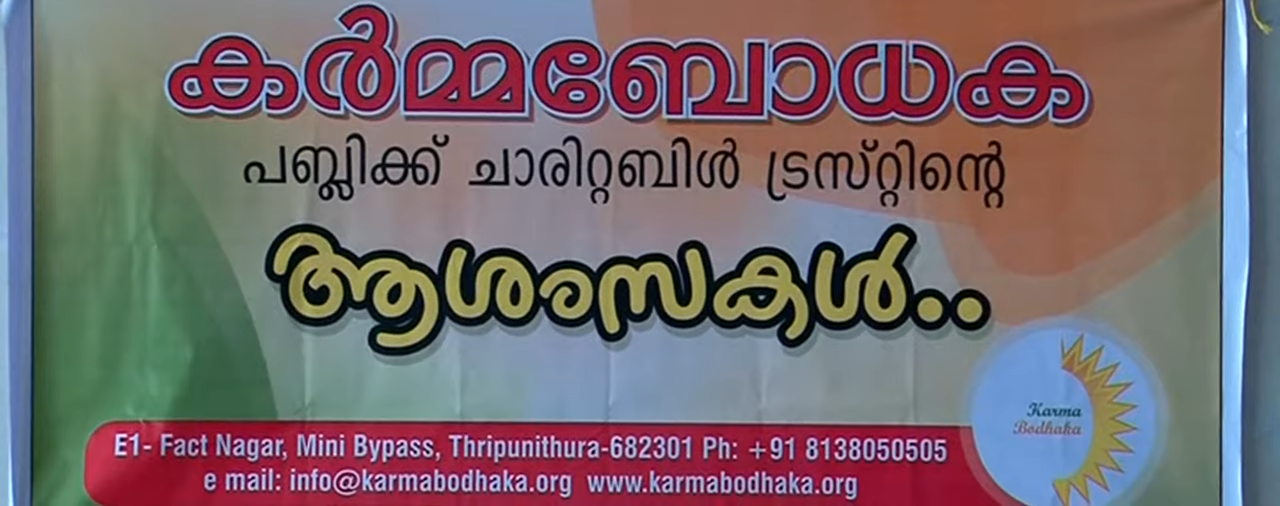 കർമ്മബോധക
പബ്ലിക്ക് ചാരിറ്റബിൾ ട്രസ്റ്റിന്റെ
ആശംസകൾ..
Karma
Bodhaka
E1- Fact Nagar, Mini Bypass, Thripunithura-682301 Ph: +91 8138050505
e mail: info@karmabodhaka.org www.karmabodhaka.org